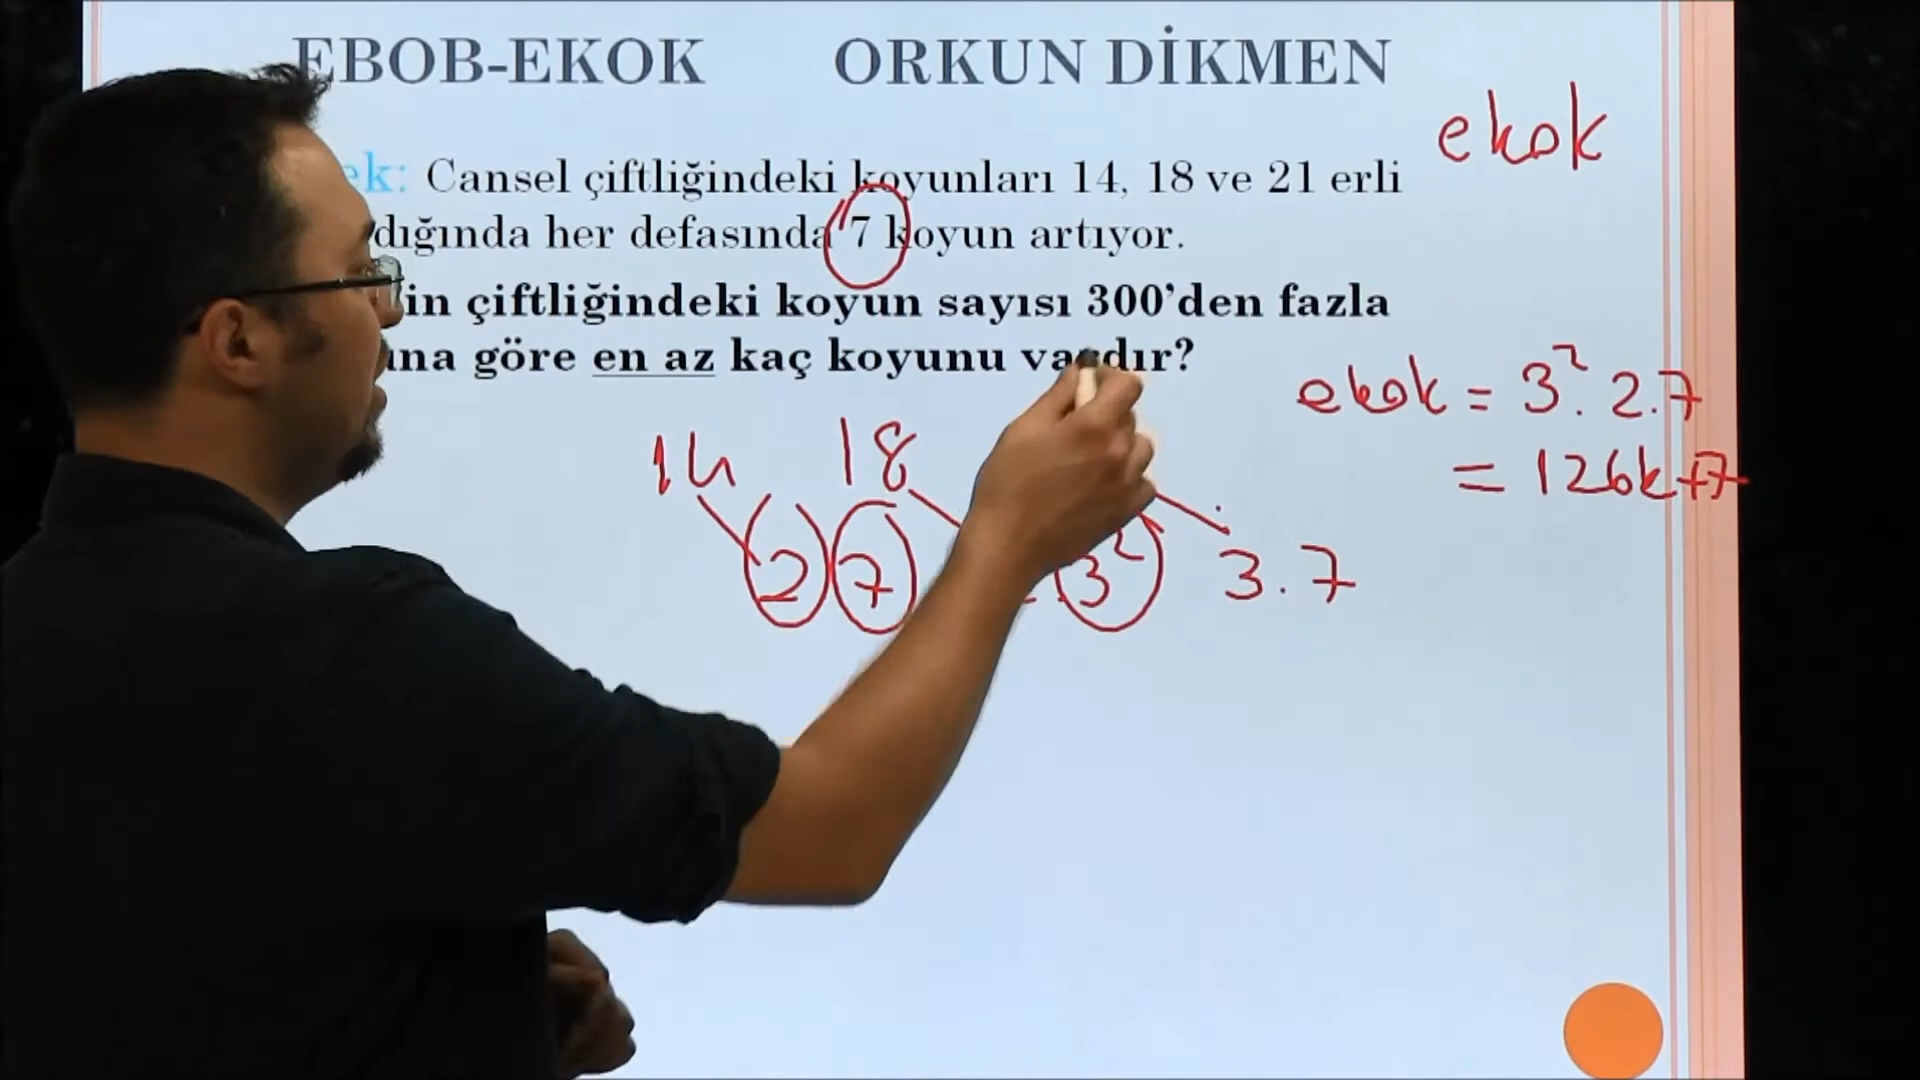 EBOB-EKOK ORKUN DİKMEN
ekok
ek: Cansel çiftliğindeki koyunları 14, 18 ve 21 erli
dığında her defasında 7 koyun artıyor.
in çiftliğindeki koyun sayısı 300’den fazla
na göre en az kaç koyunu vardır?
ekok = 3². 2.7
= 126k+7
14 18
2 7 3² 3.7